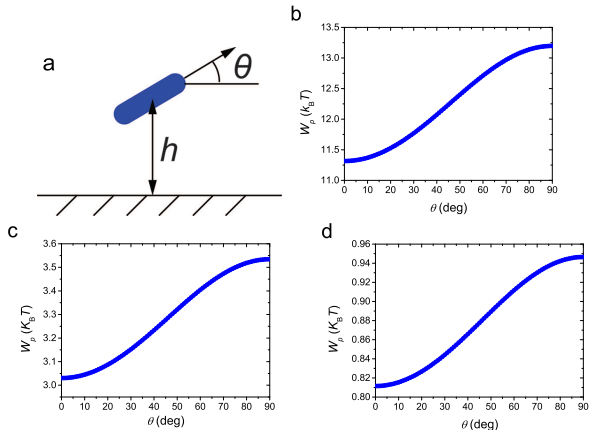 a
θ
h
b
13.5
13.0
12.5
12.0
11.5
11.0
W_p (k_BT)
0 10 20 30 40 50 60 70 80 90
θ (deg)
c
3.6
3.5
3.4
3.3
3.2
3.1
3.0
W_p (K_BT)
0 10 20 30 40 50 60 70 80 90
θ (deg)
d
0.96
0.94
0.92
0.90
0.88
0.86
0.84
0.82
0.80
W_p (K_BT)
0 10 20 30 40 50 60 70 80 90
θ (deg)